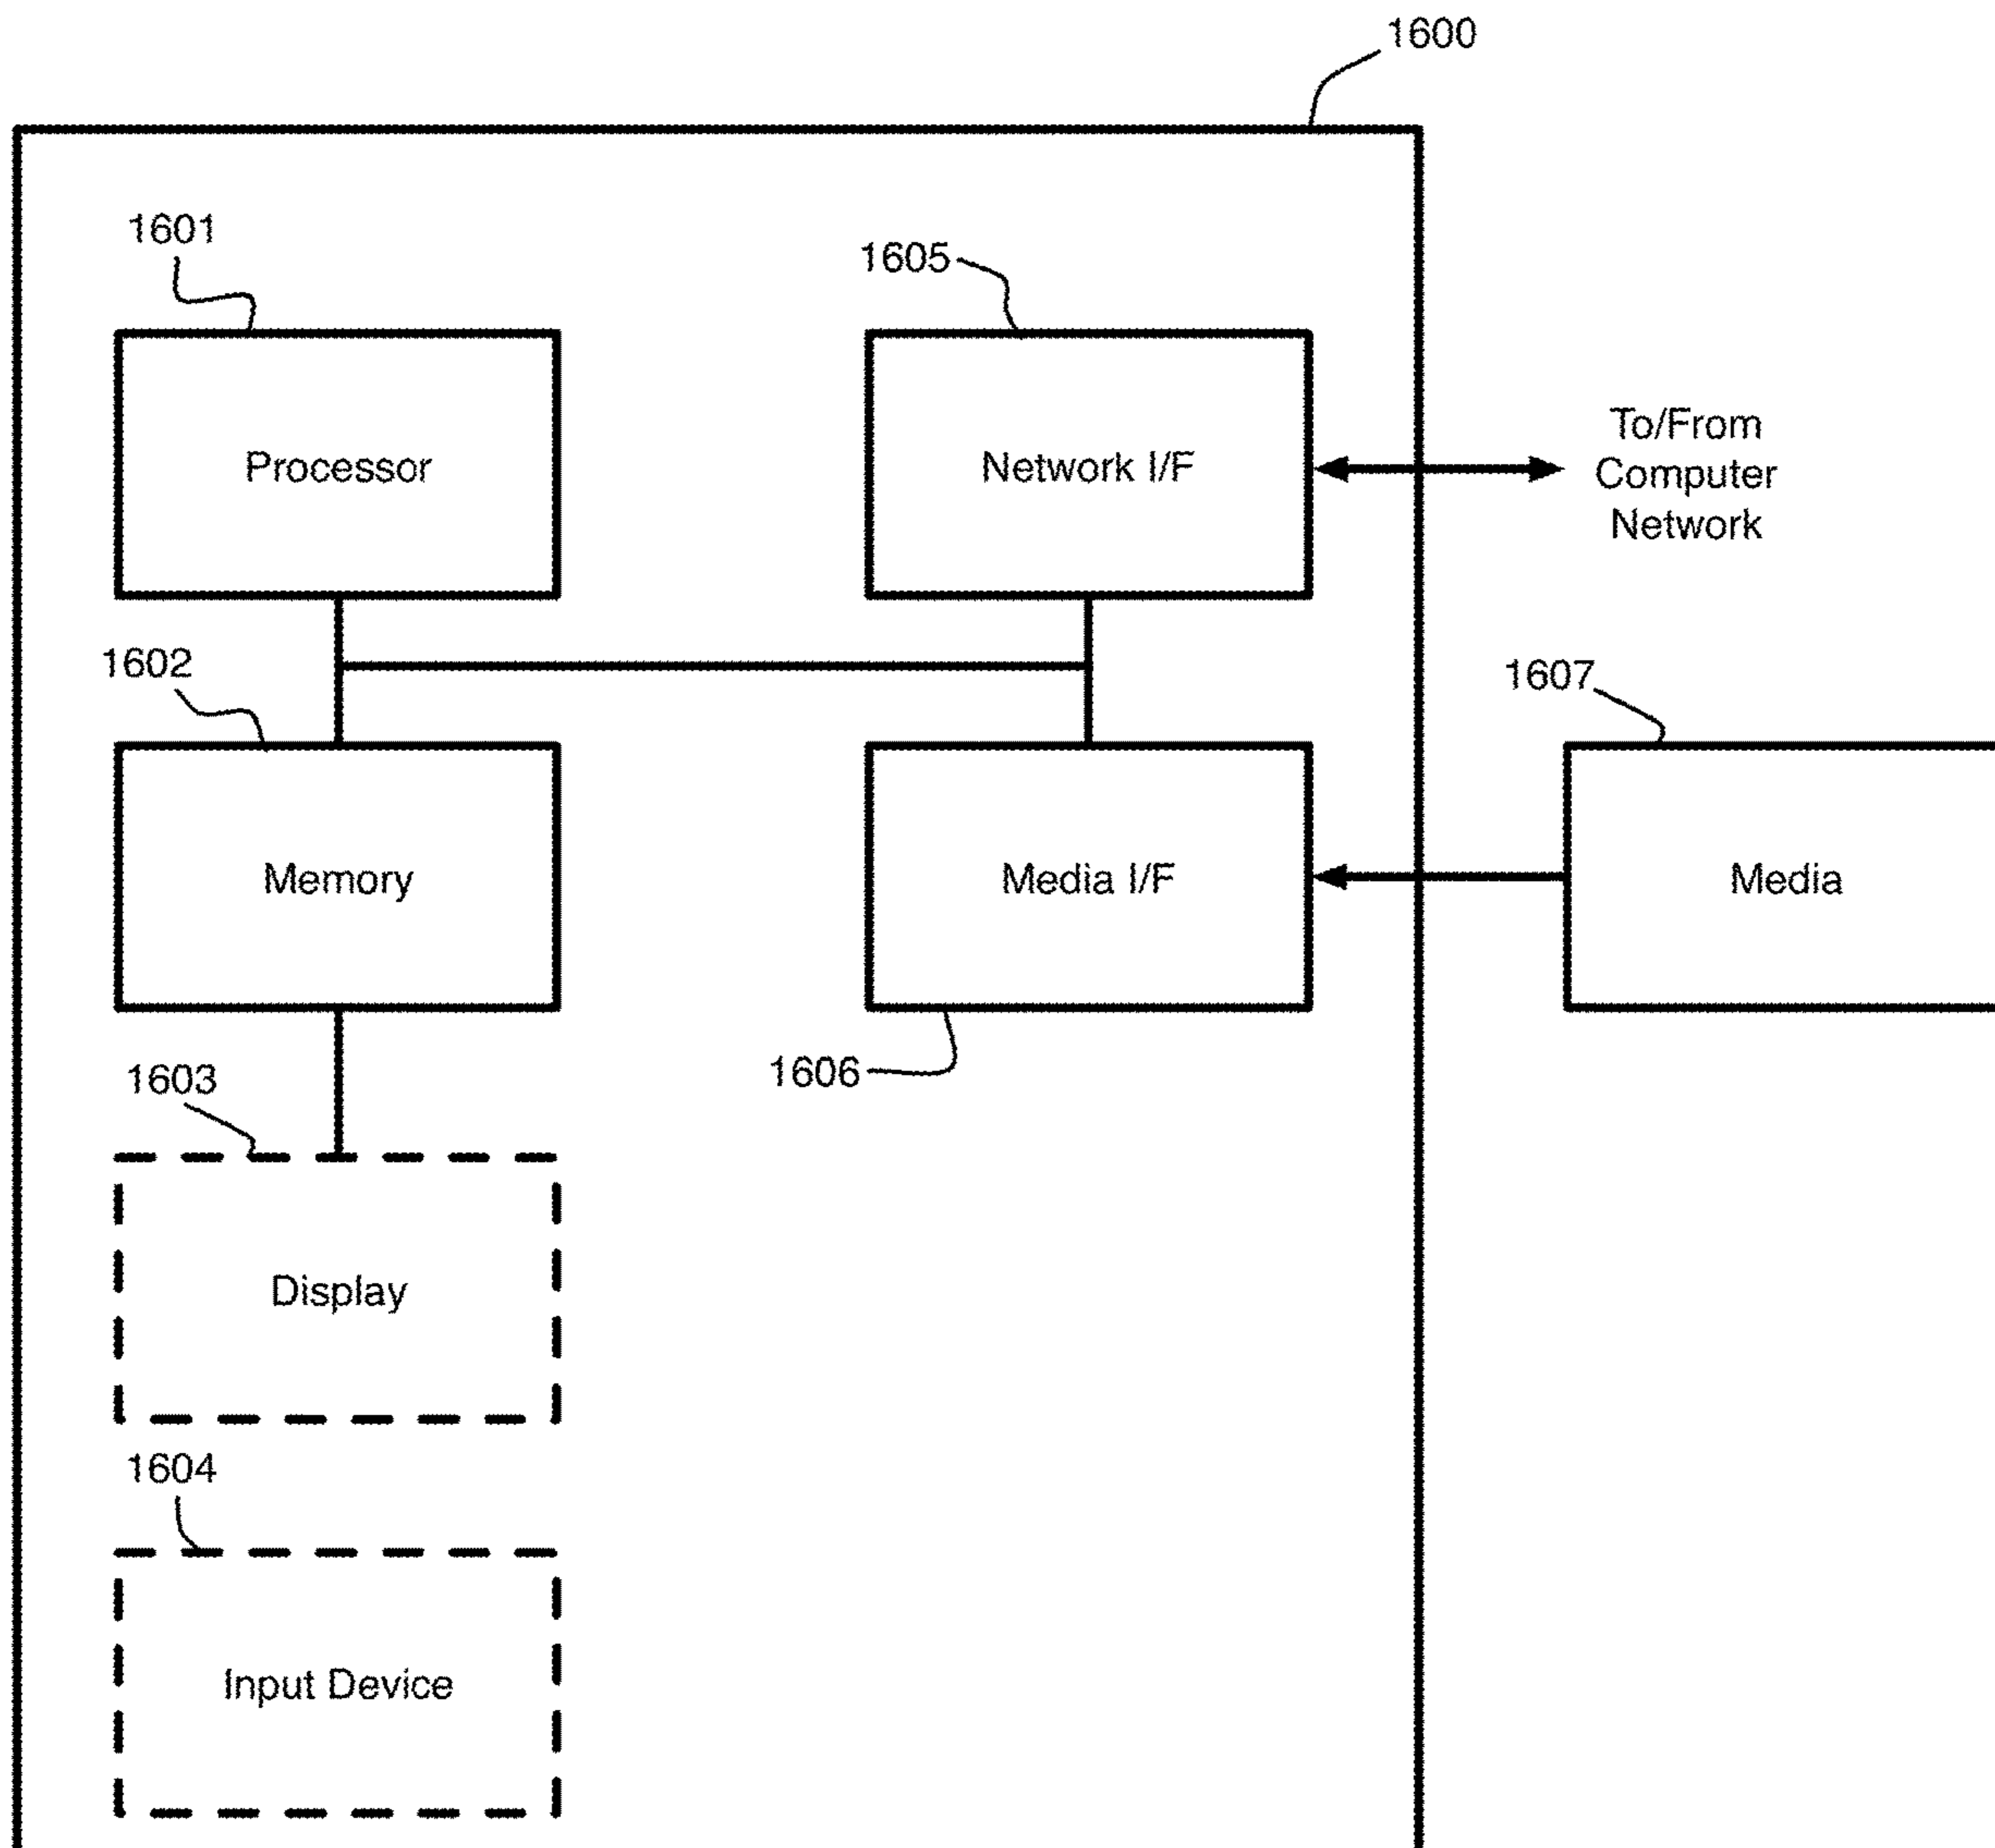 1600
1601
1605
Processor
Network I/F
To/From
Computer
Network
1602
1607
Memory
Media I/F
Media
1603
1606
Display
1604
Input Device